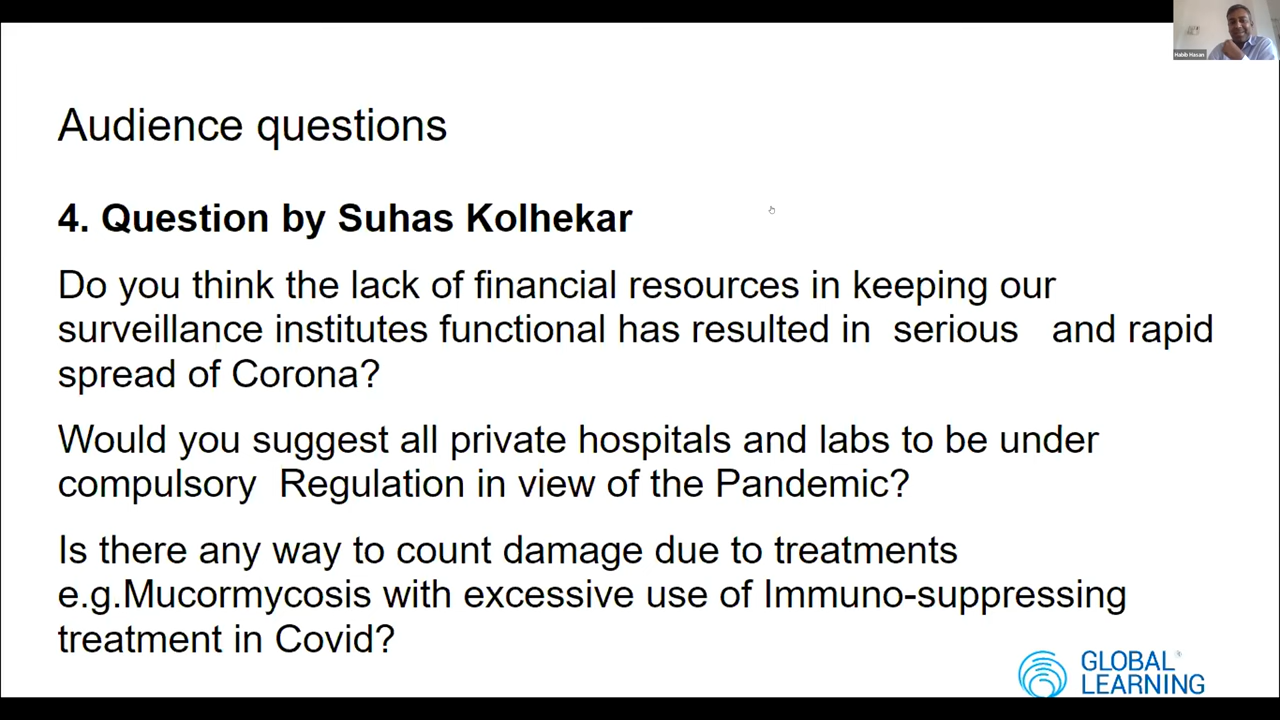 Habib Hasan
Audience questions
4. Question by Suhas Kolhekar
Do you think the lack of financial resources in keeping our
surveillance institutes functional has resulted in  serious   and rapid
spread of Corona?
Would you suggest all private hospitals and labs to be under
compulsory  Regulation in view of the Pandemic?
Is there any way to count damage due to treatments
e.g.Mucormycosis with excessive use of Immuno-suppressing
treatment in Covid?
GLOBAL
LEARNING